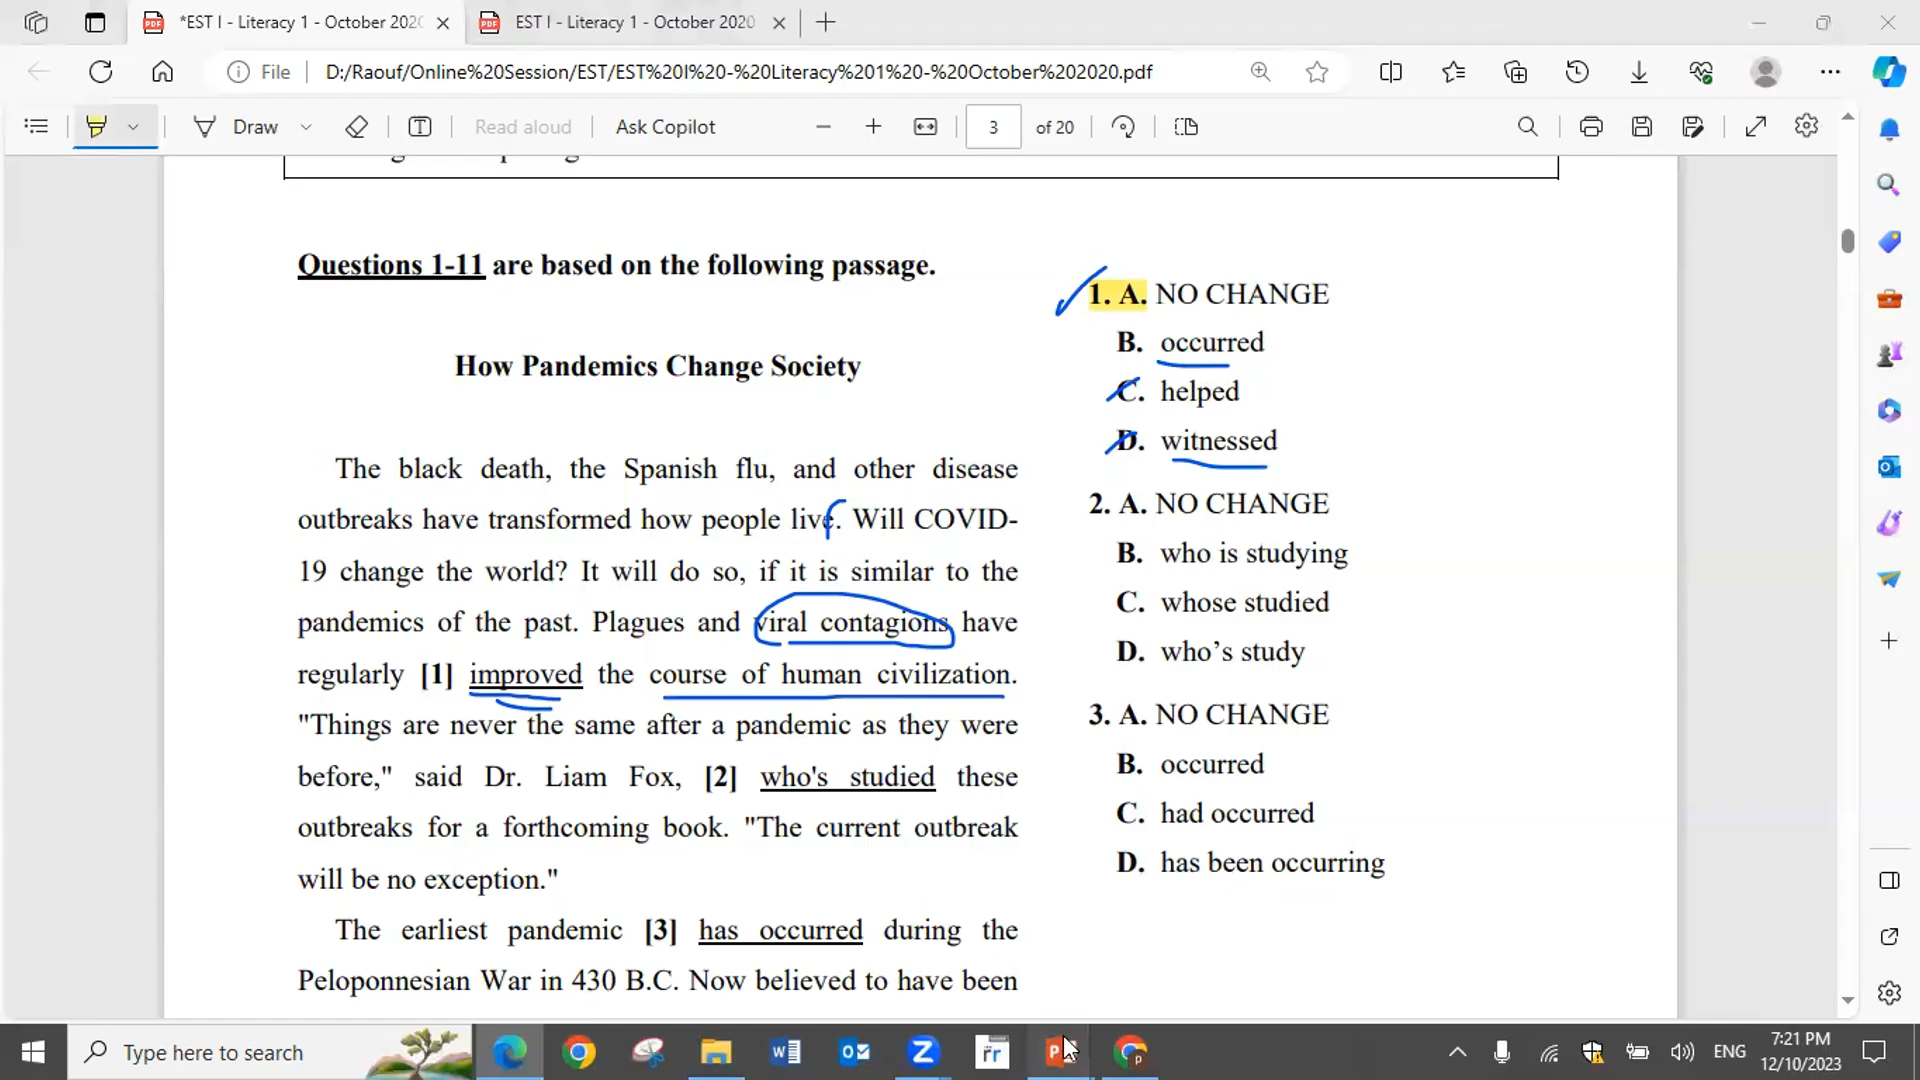 *EST I - Literacy 1 - October 202
EST I - Literacy 1 - October 2020
File
D:/Raouf/Online%20Session/EST/EST%20I%20-%20Literacy%201%20-%20October%202020.pdf
Draw
Read aloud
Ask Copilot
3
of 20
Questions 1-11 are based on the following passage.
How Pandemics Change Society
The black death, the Spanish flu, and other disease
outbreaks have transformed how people live. Will COVID-
19 change the world? It will do so, if it is similar to the
pandemics of the past. Plagues and viral contagions have
regularly [1] improved the course of human civilization.
"Things are never the same after a pandemic as they were
before," said Dr. Liam Fox, [2] who's studied these
outbreaks for a forthcoming book. "The current outbreak
will be no exception."
The earliest pandemic [3] has occurred during the
Peloponnesian War in 430 B.C. Now believed to have been
1. A. NO CHANGE
B. occurred
C. helped
D. witnessed
2. A. NO CHANGE
B. who is studying
C. whose studied
D. who's study
3. A. NO CHANGE
B. occurred
C. had occurred
D. has been occurring
Type here to search
ENG
7:21 PM
12/10/2023